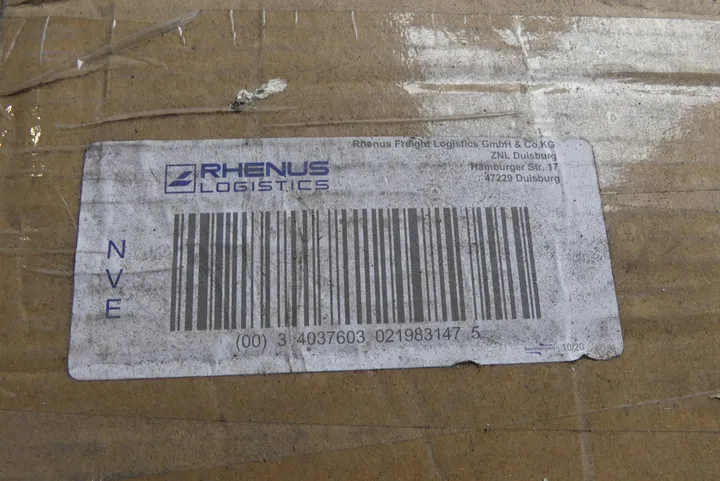 RHENUS
LOGISTICS
Rhenus Freight Logistics GmbH & Co.KG
ZNL Duisburg
Hamburger Str. 17
47229 Duisburg
N
V
E
(00) 3 4037603 021983147 5
10/20